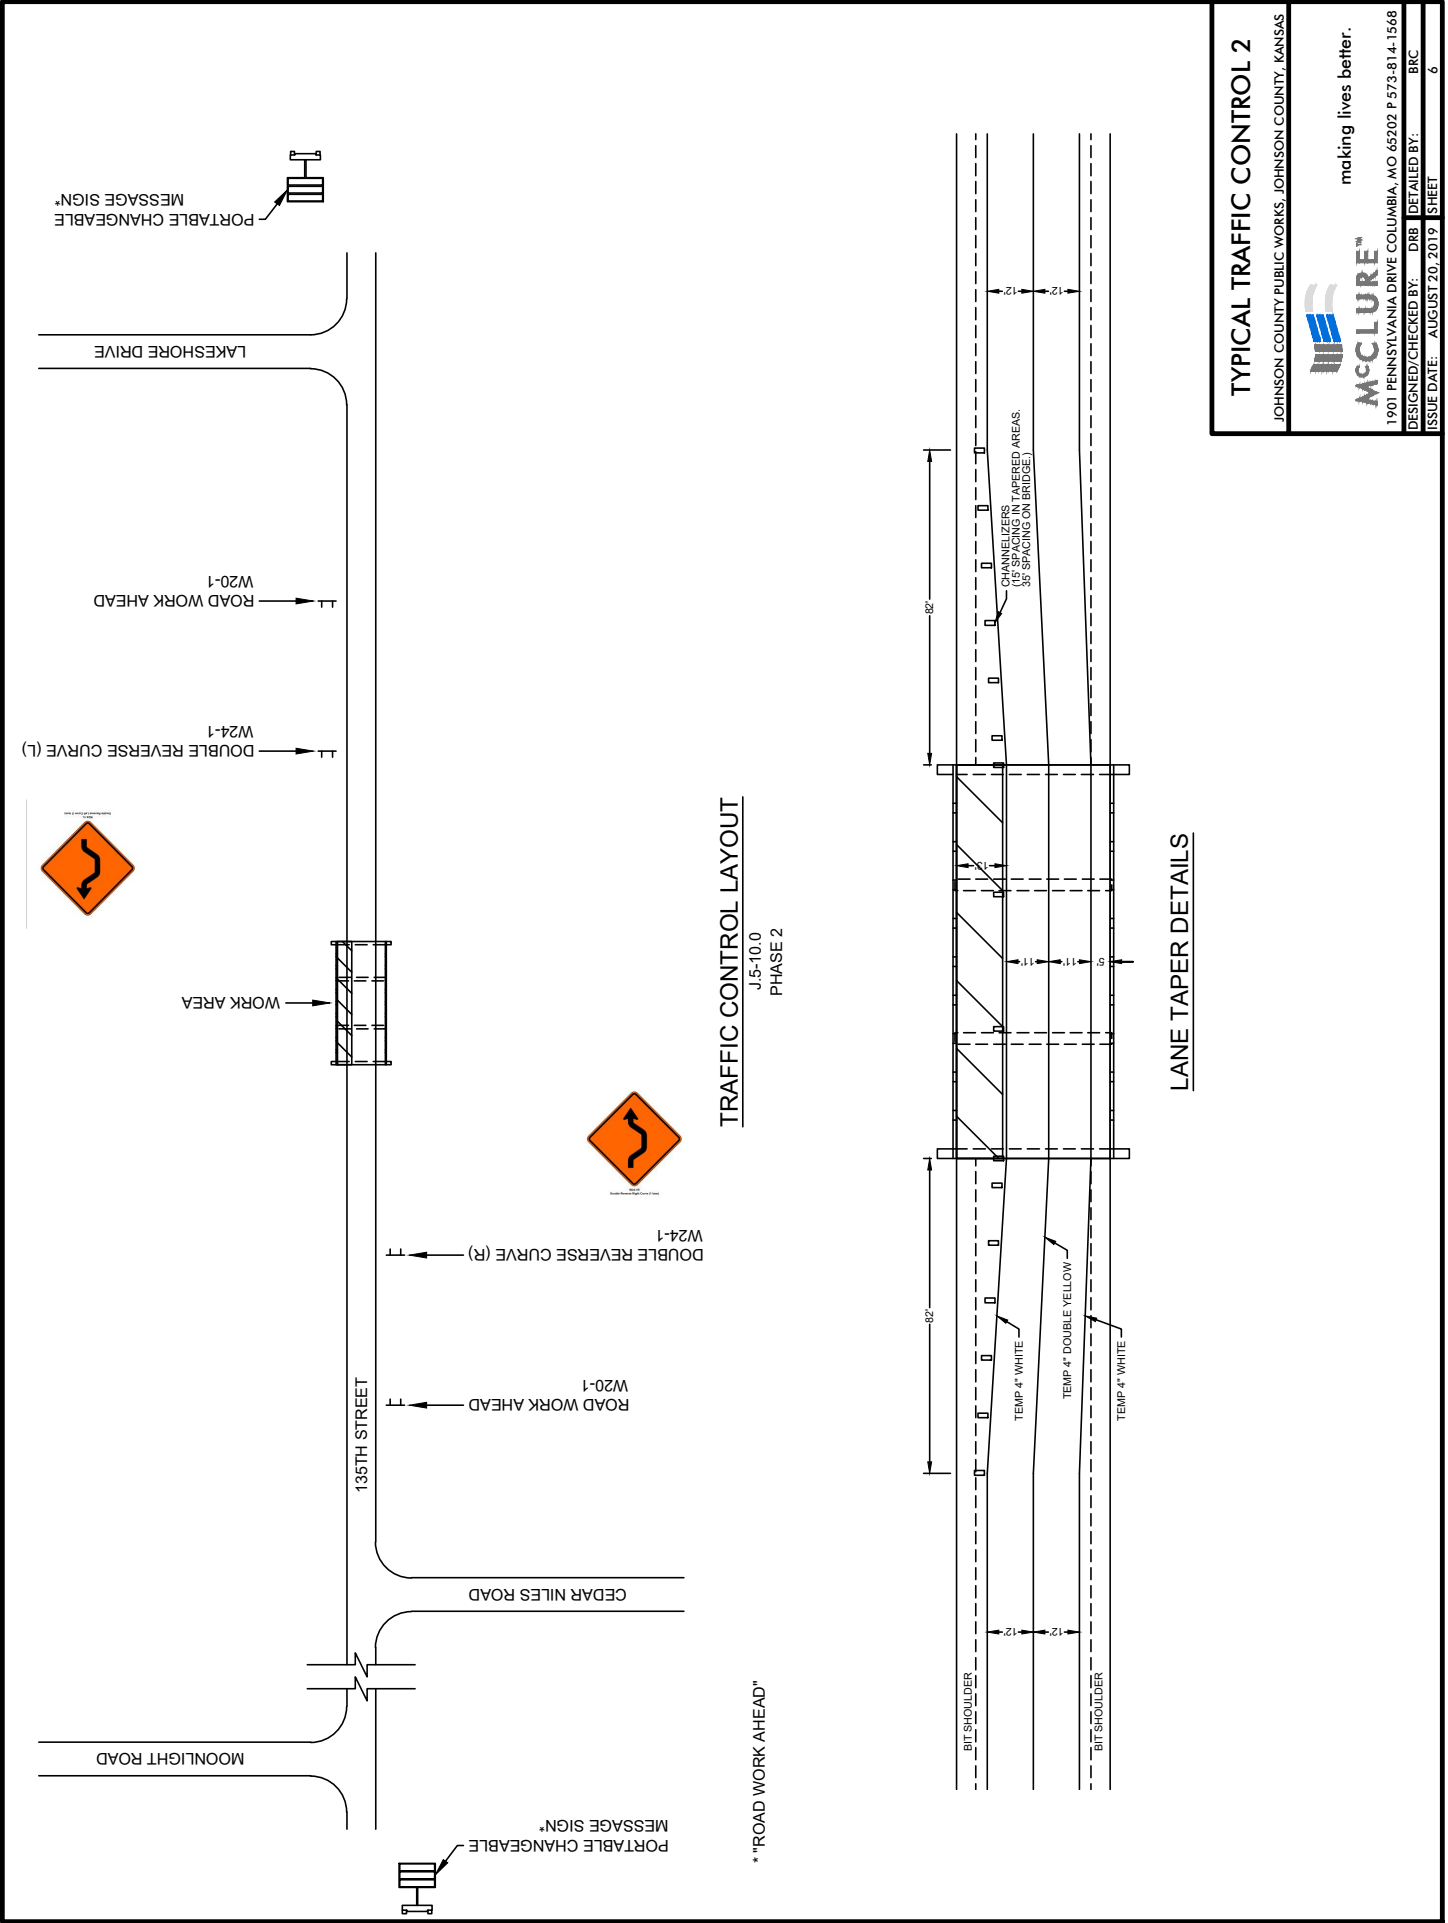 PORTABLE CHANGEABLE
MESSAGE SIGN*
LAKESHORE DRIVE
ROAD WORK AHEAD
W20-1
DOUBLE REVERSE CURVE (L)
W24-1
WORK AREA
135TH STREET
DOUBLE REVERSE CURVE (R)
W24-1
ROAD WORK AHEAD
W20-1
CEDAR NILES ROAD
MOONLIGHT ROAD
PORTABLE CHANGEABLE
MESSAGE SIGN*
TRAFFIC CONTROL LAYOUT
J.5-10.0
PHASE 2
* "ROAD WORK AHEAD"
82'
82'
BIT SHOULDER
BIT SHOULDER
12'
12'
TEMP 4" WHITE
TEMP 4" DOUBLE YELLOW
TEMP 4" WHITE
13'
11'
11'
5'
CHANNELIZERS
(15' SPACING IN TAPERED AREAS.
35' SPACING ON BRIDGE.)
12'
12'
LANE TAPER DETAILS
TYPICAL TRAFFIC CONTROL 2
JOHNSON COUNTY PUBLIC WORKS, JOHNSON COUNTY, KANSAS
McCLURE™
making lives better.
1901 PENNSYLVANIA DRIVE COLUMBIA, MO 65202 P 573-814-1568
DESIGNED/CHECKED BY: DRB DETAILED BY: BRC
ISSUE DATE: AUGUST 20, 2019 SHEET 6